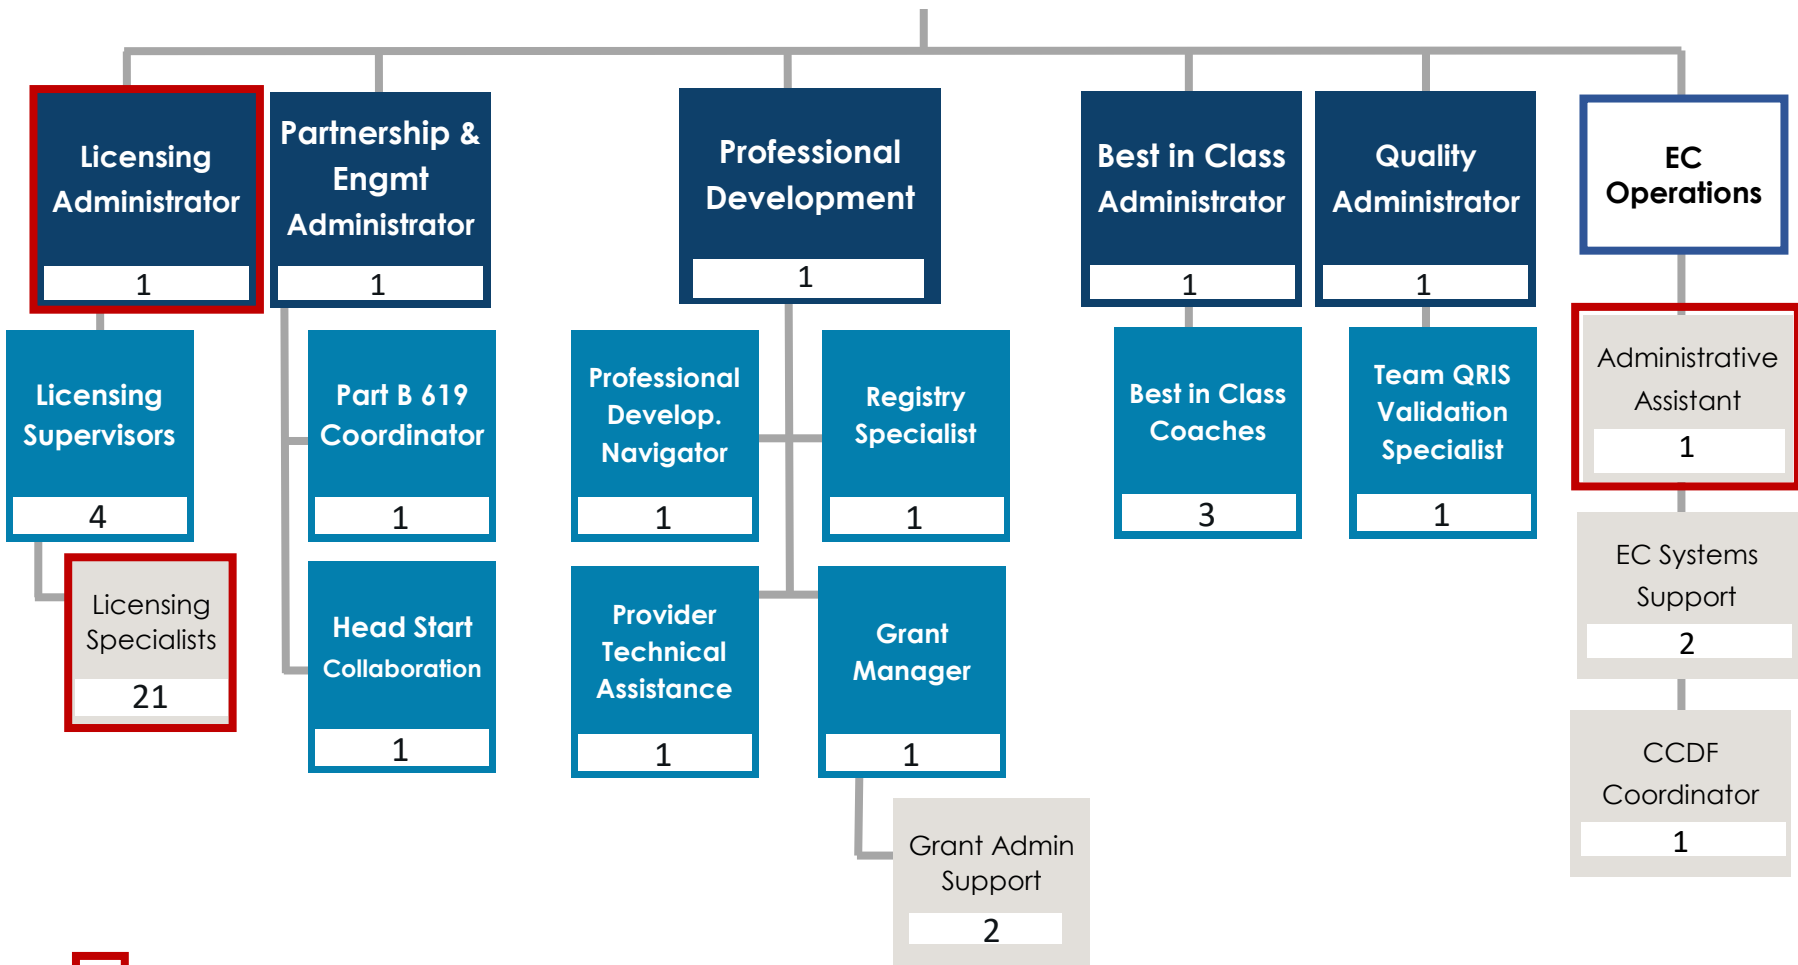 Licensing
Administrator
1
Partnership &
Engmt
Administrator
1
Professional
Development
1
Best in Class
Administrator
1
Quality
Administrator
1
EC
Operations
Licensing
Supervisors
4
Licensing
Specialists
21
Part B 619
Coordinator
1
Head Start
Collaboration
1
Professional
Develop.
Navigator
1
Registry
Specialist
1
Provider
Technical
Assistance
1
Grant
Manager
1
Grant Admin
Support
2
Best in Class
Coaches
3
Team QRIS
Validation
Specialist
1
Administrative
Assistant
1
EC Systems
Support
2
CCDF
Coordinator
1